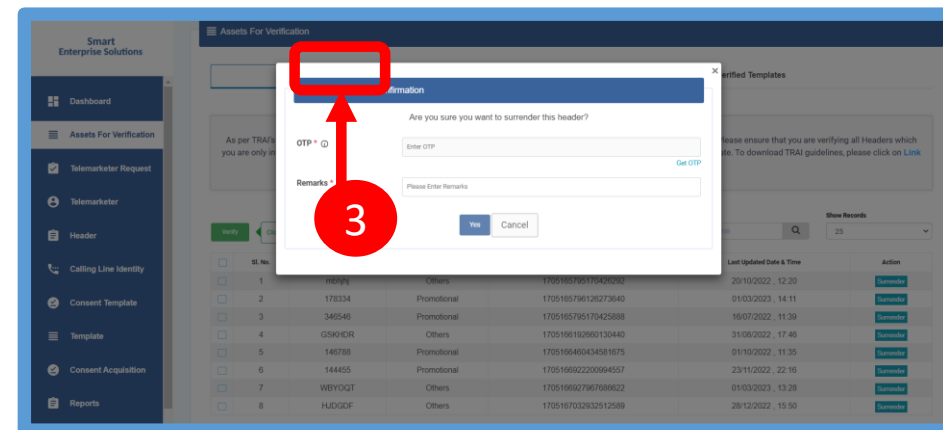 Smart
Enterprise Solutions
Assets For Verification
Dashboard
Assets For Verification
Telemarketer Request
Telemarketer
Header
Calling Line Identity
Consent Template
Template
Consent Acquisition
Reports
erified Templates
×
firmation
Are you sure you want to surrender this header?
OTP * Enter OTP
Get OTP
Remarks * Please Enter Remarks
Yes Cancel
3
As per TRAI's
lease ensure that you are verifying all Headers which
you are only in
te. To download TRAI guidelines, please click on Link
Show Records
Verify 25
Sl. No. Last Updated Date & Time Action
1 mbhjhj Others 1705165795170426292 20/10/2022 , 12:20 Surrender
2 178334 Promotional 1705165796126273640 01/03/2023 , 14:11 Surrender
3 346546 Promotional 1705165795170425888 16/07/2022 , 11:39 Surrender
4 GSKHDR Others 1705166192660130440 31/08/2022 , 17:46 Surrender
5 146788 Promotional 1705166460434581675 01/10/2022 , 11:35 Surrender
6 144455 Promotional 1705166922200994557 23/11/2022 , 22:16 Surrender
7 WBYOQT Others 1705166927967686622 01/03/2023 , 13:28 Surrender
8 HJDGDF Others 1705167032932512589 28/12/2022 , 15:50 Surrender